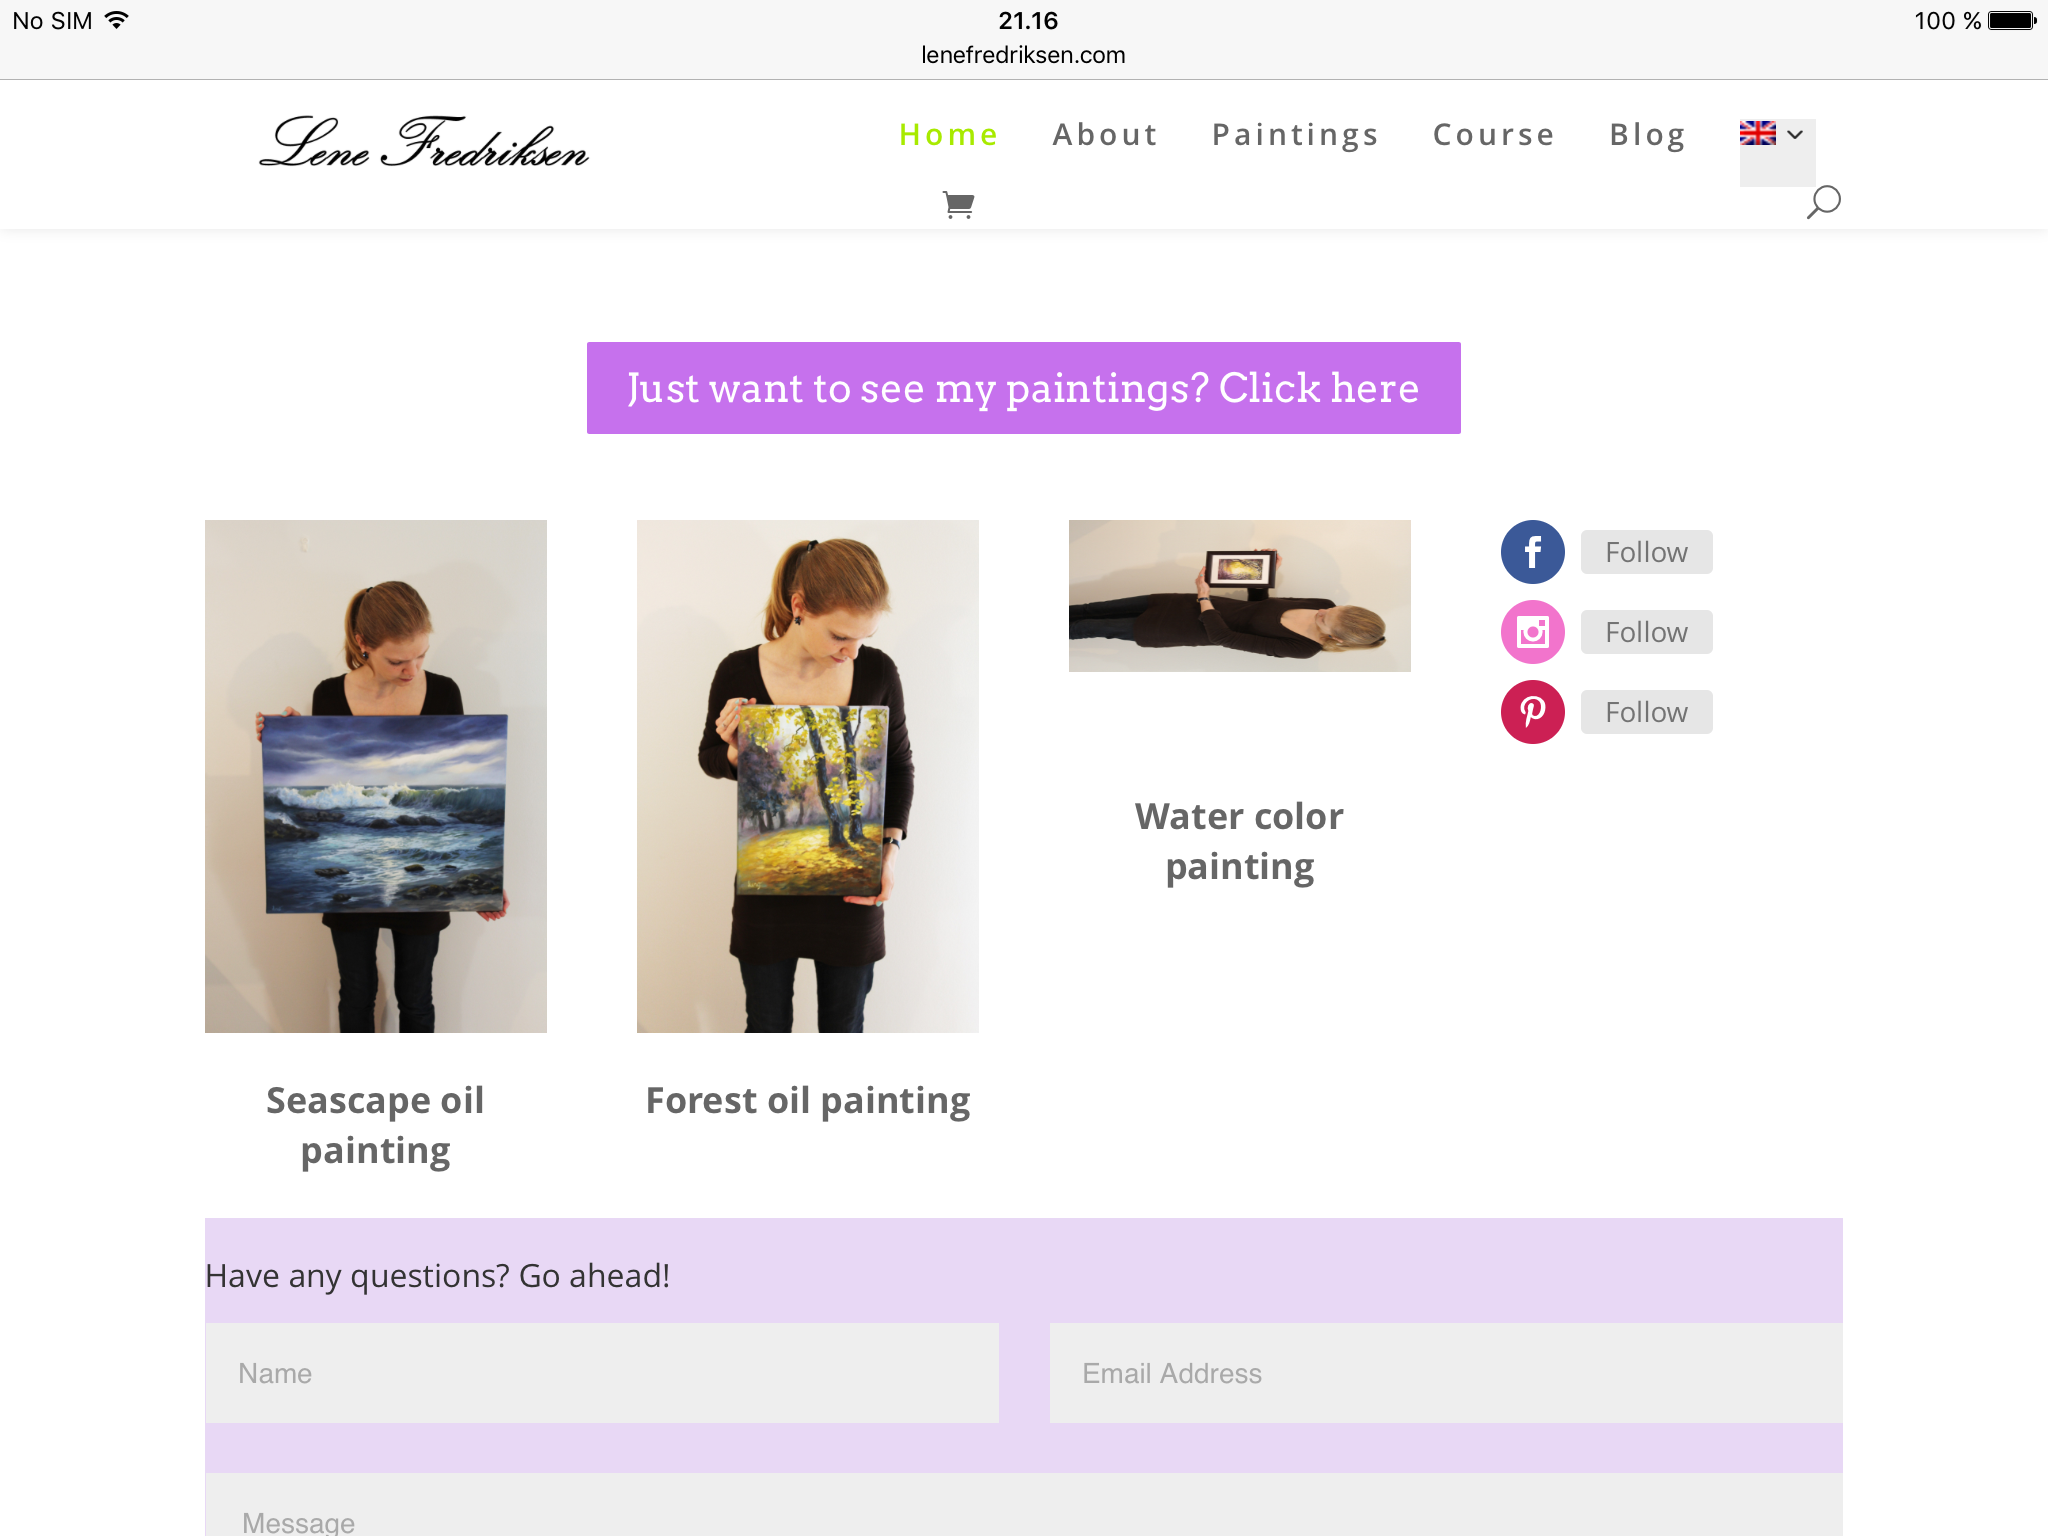 No SIM
21.16
100 %
lenefredriksen.com
Lene Fredriksen
Home
About
Paintings
Course
Blog
Just want to see my paintings? Click here
Follow
Follow
Follow
Water color
painting
Seascape oil
painting
Forest oil painting
Have any questions? Go ahead!
Name
Email Address
Message